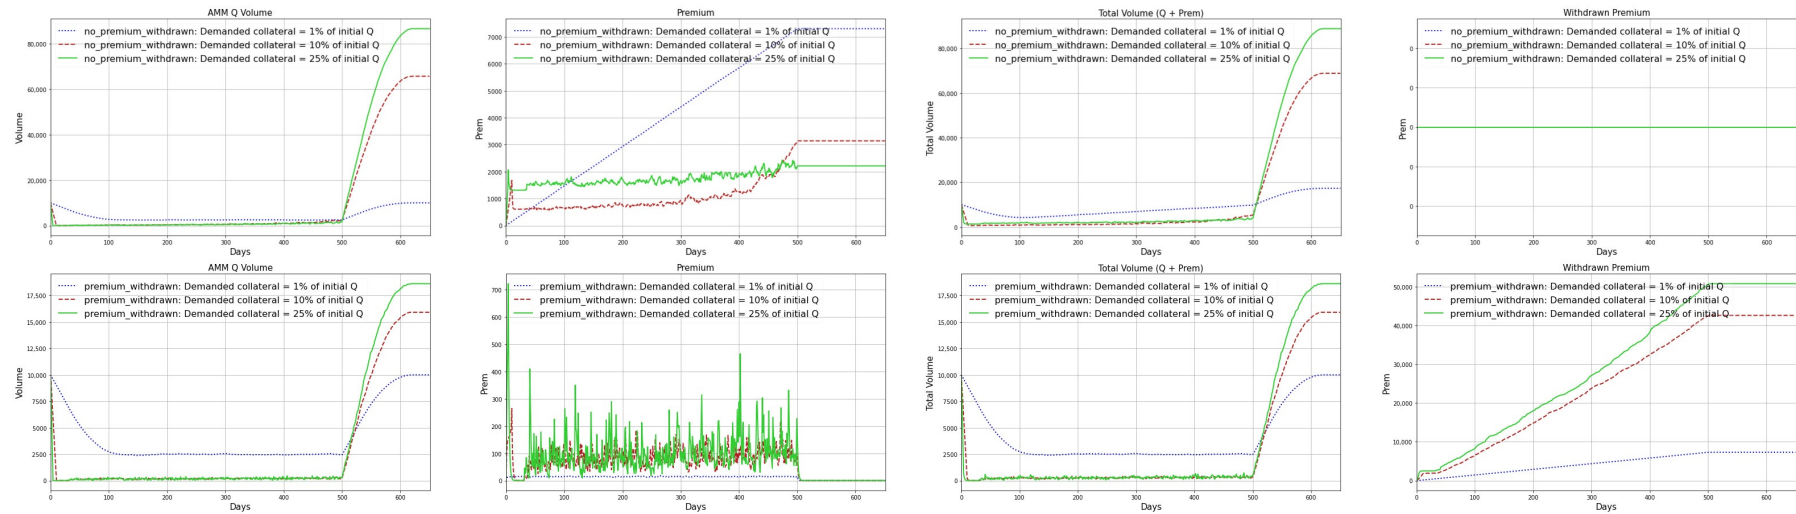 AMM Q Volume
no_premium_withdrawn: Demanded collateral = 1% of initial Q
no_premium_withdrawn: Demanded collateral = 10% of initial Q
no_premium_withdrawn: Demanded collateral = 25% of initial Q
80,000
60,000
40,000
20,000
0
Volume
0 100 200 300 400 500 600
Days
Premium
no_premium_withdrawn: Demanded collateral = 1% of initial Q
no_premium_withdrawn: Demanded collateral = 10% of initial Q
no_premium_withdrawn: Demanded collateral = 25% of initial Q
7000
6000
5000
4000
3000
2000
1000
0
Prem
0 100 200 300 400 500 600
Days
Total Volume (Q + Prem)
no_premium_withdrawn: Demanded collateral = 1% of initial Q
no_premium_withdrawn: Demanded collateral = 10% of initial Q
no_premium_withdrawn: Demanded collateral = 25% of initial Q
80,000
60,000
40,000
20,000
0
Total Volume
0 100 200 300 400 500 600
Days
Withdrawn Premium
no_premium_withdrawn: Demanded collateral = 1% of initial Q
no_premium_withdrawn: Demanded collateral = 10% of initial Q
no_premium_withdrawn: Demanded collateral = 25% of initial Q
0
0
0
0
0
Prem
0 100 200 300 400 500 600
Days
AMM Q Volume
premium_withdrawn: Demanded collateral = 1% of initial Q
premium_withdrawn: Demanded collateral = 10% of initial Q
premium_withdrawn: Demanded collateral = 25% of initial Q
17,500
15,000
12,500
10,000
7500
5000
2500
0
Volume
0 100 200 300 400 500 600
Days
Premium
premium_withdrawn: Demanded collateral = 1% of initial Q
premium_withdrawn: Demanded collateral = 10% of initial Q
premium_withdrawn: Demanded collateral = 25% of initial Q
700
600
500
400
300
200
100
0
Prem
0 100 200 300 400 500 600
Days
Total Volume (Q + Prem)
premium_withdrawn: Demanded collateral = 1% of initial Q
premium_withdrawn: Demanded collateral = 10% of initial Q
premium_withdrawn: Demanded collateral = 25% of initial Q
17,500
15,000
12,500
10,000
7500
5000
2500
0
Total Volume
0 100 200 300 400 500 600
Days
Withdrawn Premium
premium_withdrawn: Demanded collateral = 1% of initial Q
premium_withdrawn: Demanded collateral = 10% of initial Q
premium_withdrawn: Demanded collateral = 25% of initial Q
50,000
40,000
30,000
20,000
10,000
0
Prem
0 100 200 300 400 500 600
Days